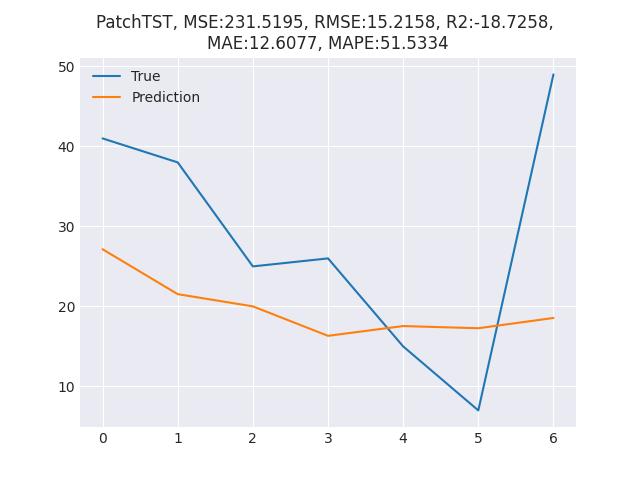 PatchTST, MSE:231.5195, RMSE:15.2158, R2:-18.7258,
MAE:12.6077, MAPE:51.5334
True
Prediction
50
40
30
20
10
0 1 2 3 4 5 6